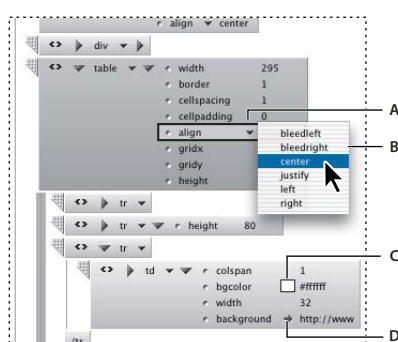 align center
div
table width 295
border 1
cellspacing 1
cellpadding 0
A
align
bleedleft
gridx
bleedright
B
gridy
center
height
justify
left
right
tr
tr height 80
tr
C
td colspan 1
bgcolor #ffffff
width 32
background http://www
D
/tr